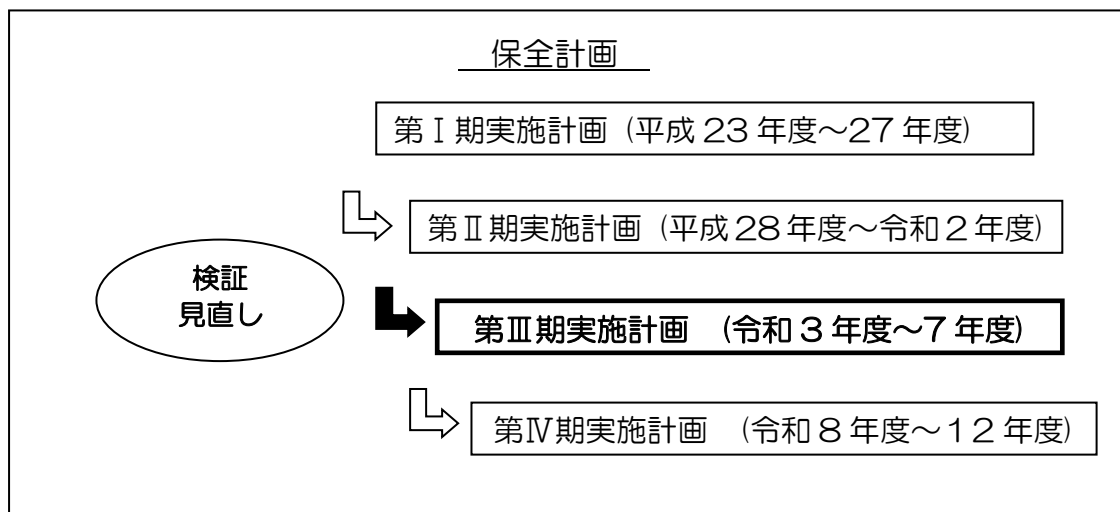 保全計画
第Ⅰ期実施計画（平成23年度～27年度）
第Ⅱ期実施計画（平成28年度～令和2年度）
検証
見直し
第Ⅲ期実施計画　（令和3年度～7年度）
第Ⅳ期実施計画　（令和8年度～12年度）